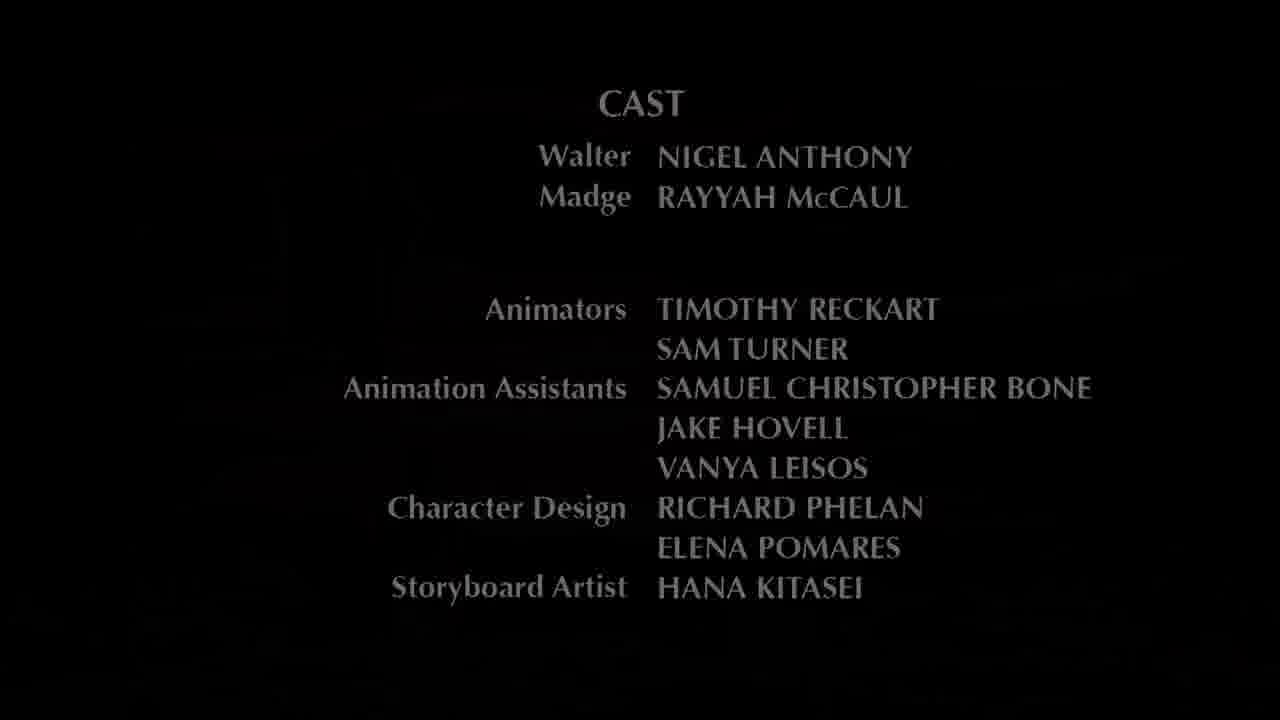 CAST
Walter NIGEL ANTHONY
Madge RAYYAH McCAUL
Animators TIMOTHY RECKART
SAM TURNER
Animation Assistants SAMUEL CHRISTOPHER BONE
JAKE HOVELL
VANYA LEISOS
Character Design RICHARD PHELAN
ELENA POMARES
Storyboard Artist HANA KITASEI